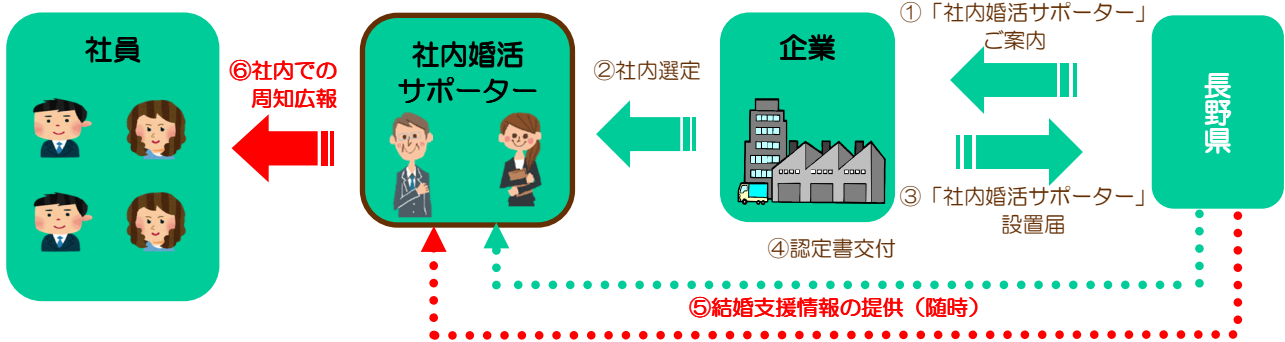 社員
⑥社内での
周知広報
社内婚活
サポーター
②社内選定
企業
①「社内婚活サポーター」
ご案内
③「社内婚活サポーター」
設置届
長野県
④認定書交付
⑤結婚支援情報の提供（随時）